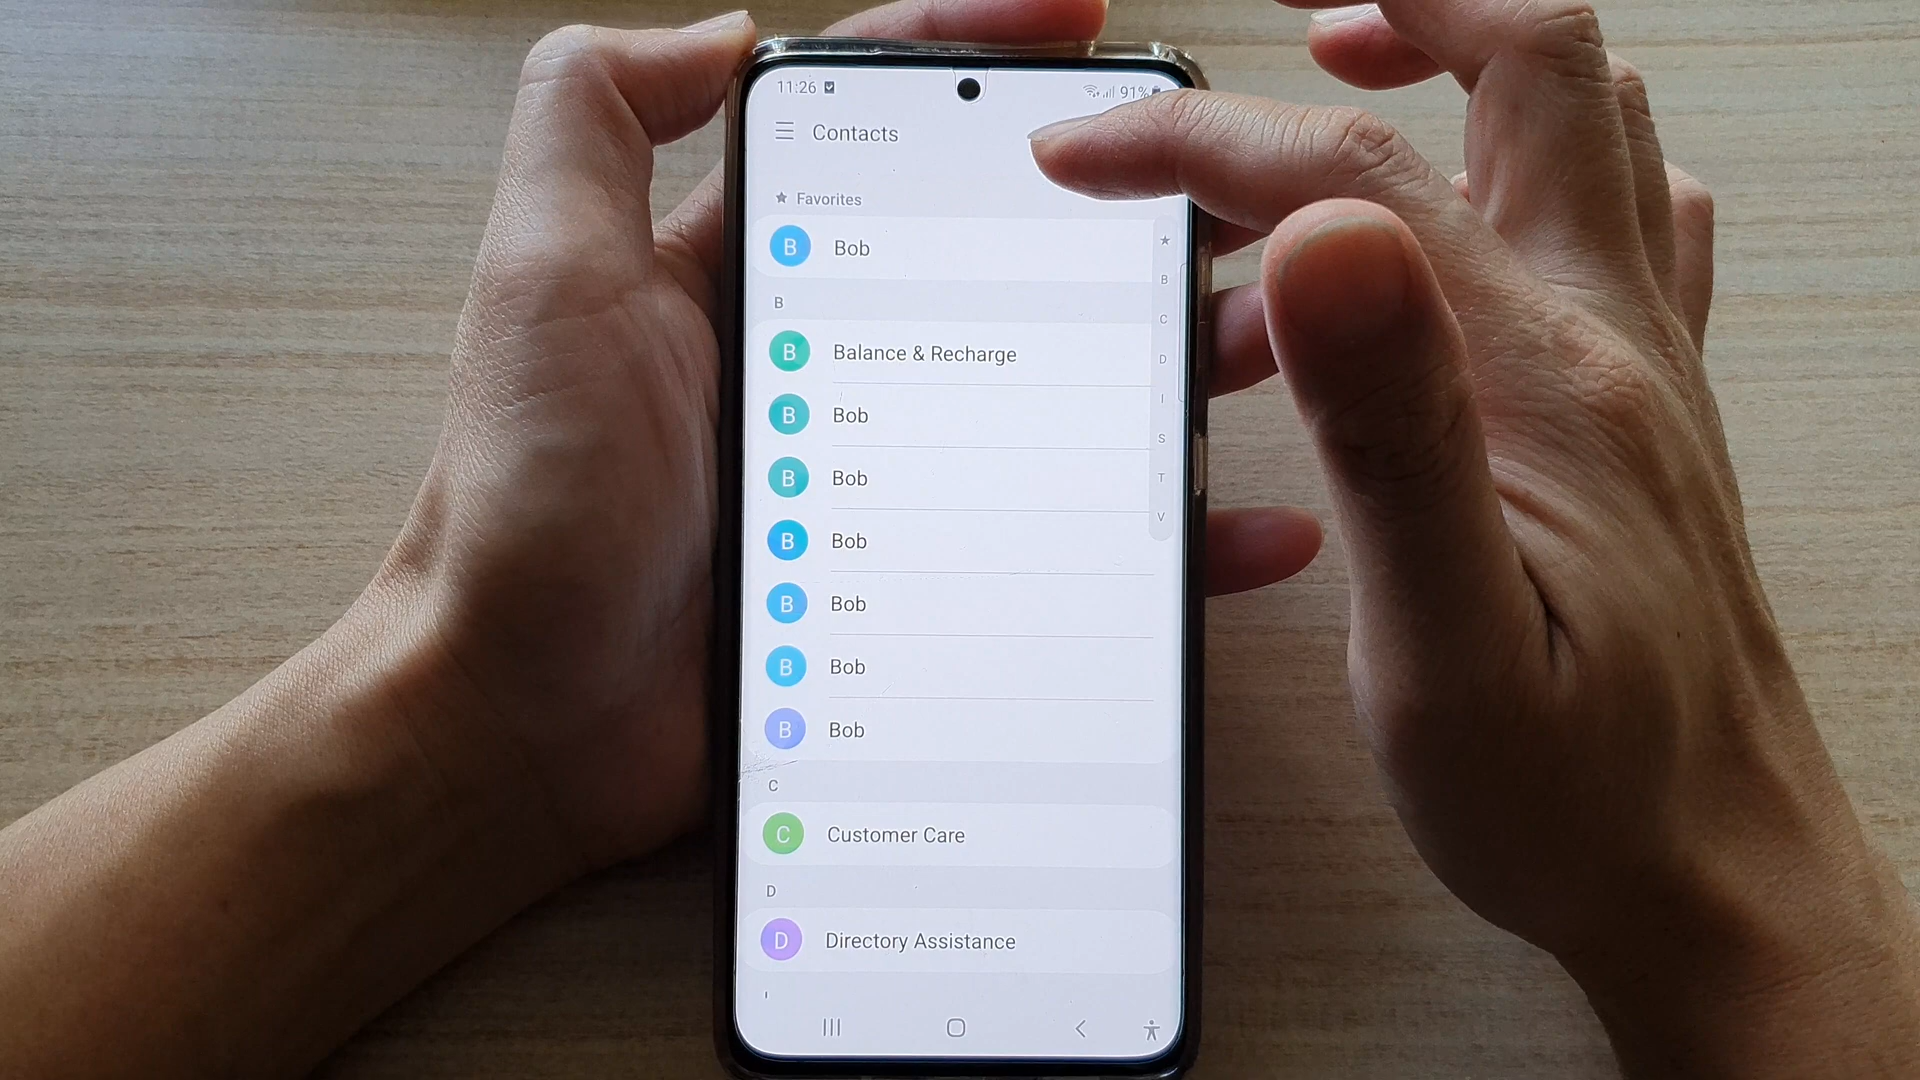 11:26 91%
Contacts
Favorites
B Bob
B
B Balance & Recharge
B Bob
B Bob
B Bob
B Bob
B Bob
B Bob
C
C Customer Care
D
D Directory Assistance
B
C
D
I
S
T
V